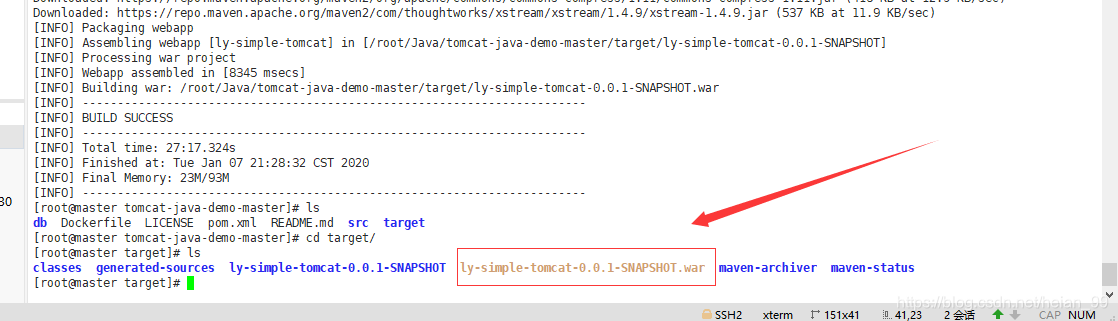 Downloaded: https://repo.maven.apache.org/maven2/com/thoughtworks/xstream/xstream/1.4.9/xstream-1.4.9.jar (537 KB at 11.9 KB/sec)
[INFO] Packaging webapp
[INFO] Assembling webapp [ly-simple-tomcat] in [/root/Java/tomcat-java-demo-master/target/ly-simple-tomcat-0.0.1-SNAPSHOT]
[INFO] Processing war project
[INFO] Webapp assembled in [8345 msecs]
[INFO] Building war: /root/Java/tomcat-java-demo-master/target/ly-simple-tomcat-0.0.1-SNAPSHOT.war
[INFO] ------------------------------------------------------------------------
[INFO] BUILD SUCCESS
[INFO] ------------------------------------------------------------------------
[INFO] Total time: 27:17.324s
[INFO] Finished at: Tue Jan 07 21:28:32 CST 2020
[INFO] Final Memory: 23M/93M
[INFO] ------------------------------------------------------------------------
[root@master tomcat-java-demo-master]# ls
db Dockerfile LICENSE pom.xml README.md src target
[root@master tomcat-java-demo-master]# cd target/
[root@master target]# ls
classes generated-sources ly-simple-tomcat-0.0.1-SNAPSHOT ly-simple-tomcat-0.0.1-SNAPSHOT.war maven-archiver maven-status
[root@master target]#
30
SSH2 xterm 151x41 41,23 2 会话 CAP NUM